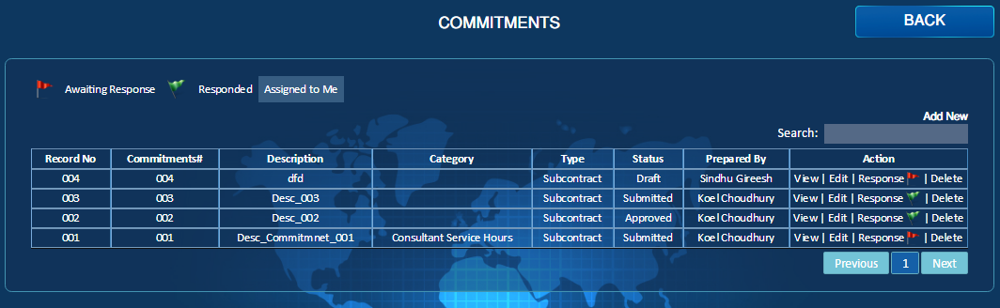 COMMITMENTS
BACK
Awaiting Response Responded Assigned to Me
Add New
Search:
Record No Commitments# Description Category Type Status Prepared By Action
004 004 dfd Subcontract Draft Sindhu Gireesh View | Edit | Response | Delete
003 003 Desc_003 Subcontract Submitted Koel Choudhury View | Edit | Response | Delete
002 002 Desc_002 Subcontract Approved Koel Choudhury View | Edit | Response | Delete
001 001 Desc_Commitmnet_001 Consultant Service Hours Subcontract Submitted Koel Choudhury View | Edit | Response | Delete
Previous 1 Next